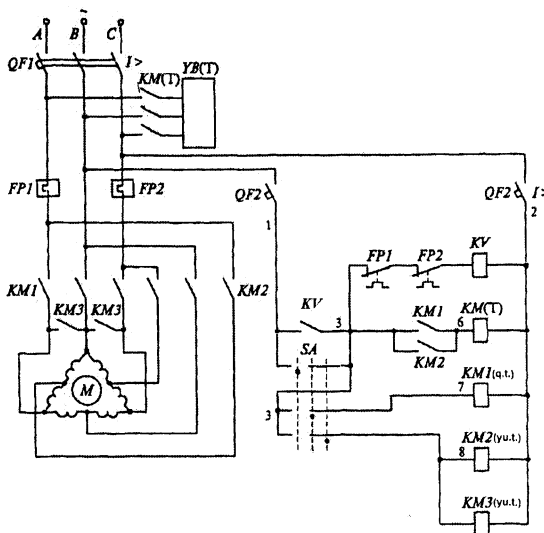 ~
A B C
QF1 I> KM(T) YB(T)
FP1 FP2 QF2 QF2 I>
1 2
FP1 FP2 KV
KM1 KM3 KM3 KM2
KV 3 KM1 6 KM(T)
KM2
SA
M KM1(q.t.)
7
3
KM2(yu.t.)
8
KM3(yu.t.)